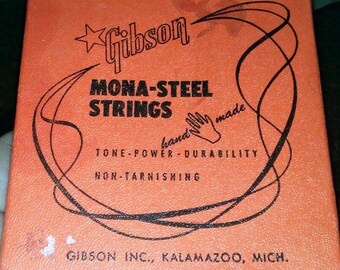 Gibson
MONA-STEEL
STRINGS
hand made
TONE-POWER-DURABILITY
NON-TARNISHING
GIBSON INC., KALAMAZOO, MICH.